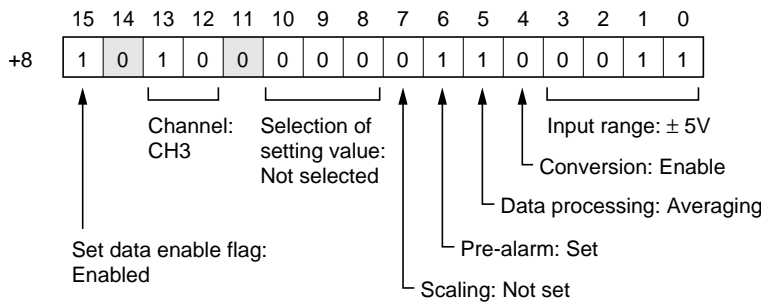 15 14 13 12 11 10 9 8 7 6 5 4 3 2 1 0
+8 1 0 1 0 0 0 0 0 0 1 1 0 0 0 1 1
Channel:
CH3
Selection of
setting value:
Not selected
Input range: ± 5V
Conversion: Enable
Data processing: Averaging
Pre-alarm: Set
Scaling: Not set
Set data enable flag:
Enabled